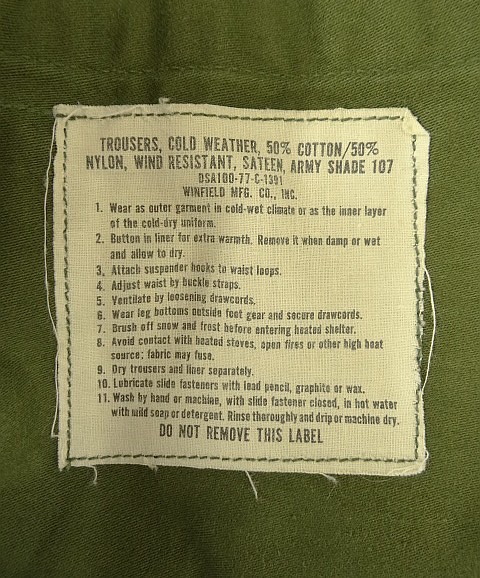 TROUSERS, COLD WEATHER, 50% COTTON/50%
NYLON, WIND RESISTANT, SATEEN, ARMY SHADE 107
DSA100-77-C-1391
WINFIELD MFG. CO., INC.
1. Wear as outer garment in cold-wet climate or as the inner layer
of the cold-dry uniform.
2. Button in liner for extra warmth. Remove it when damp or wet
and allow to dry.
3. Attach suspender hooks to waist loops.
4. Adjust waist by buckle straps.
5. Ventilate by loosening drawcords.
6. Wear leg bottoms outside foot gear and secure drawcords.
7. Brush off snow and frost before entering heated shelter.
8. Avoid contact with heated stoves, open fires or other high heat
source; fabric may fuse.
9. Dry trousers and liner separately.
10. Lubricate slide fasteners with lead pencil, graphite or wax.
11. Wash by hand or machine, with slide fastener closed, in hot water
with mild soap or detergent. Rinse thoroughly and drip or machine dry.
DO NOT REMOVE THIS LABEL